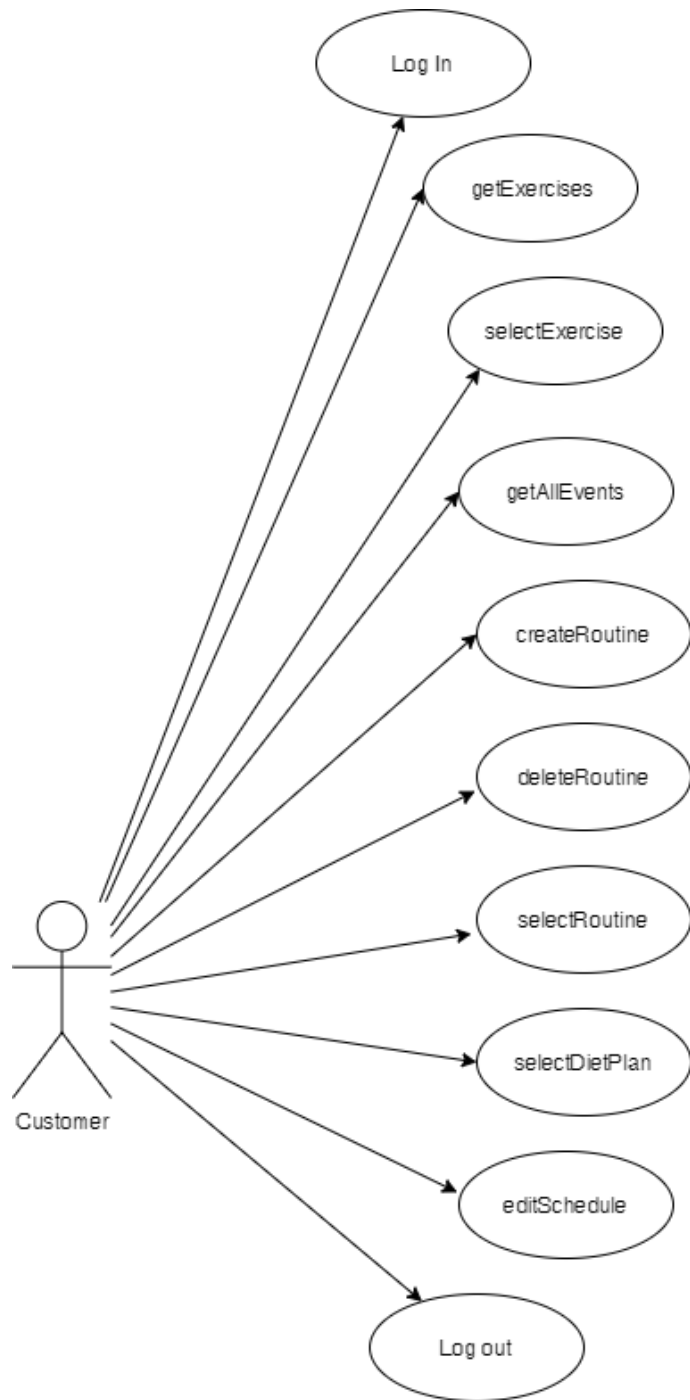 Log In
getExercises
selectExercise
getAllEvents
createRoutine
deleteRoutine
selectRoutine
selectDietPlan
Customer
editSchedule
Log out